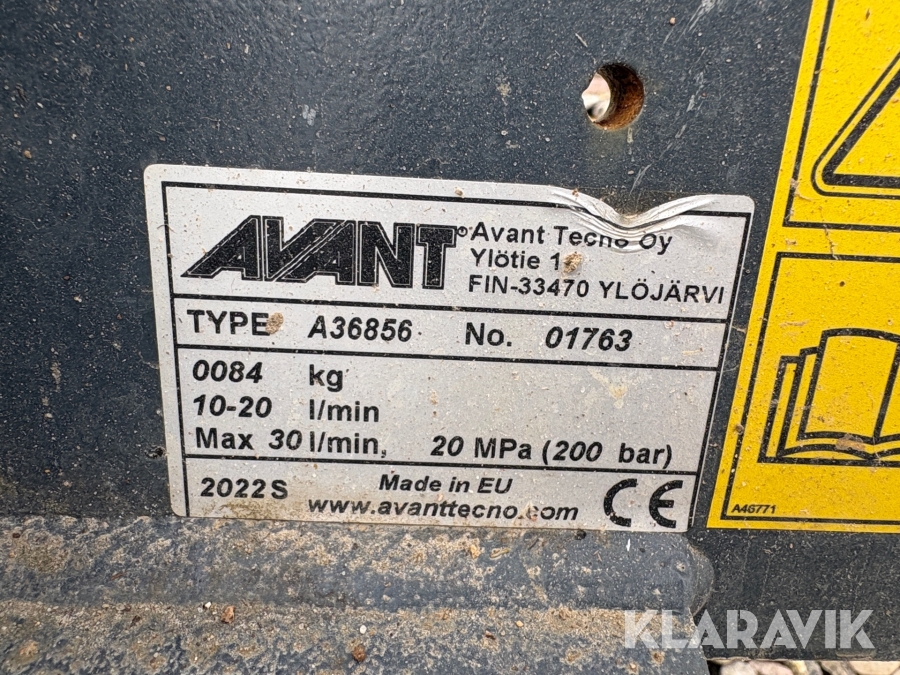 AVANT®
Avant Tecno Oy
Ylötie
FIN-33470 YLÖJÄRVI
TYPE A36856 No. 01763
0084 kg
10-20 l/min
Max 30 l/min, 20 MPa (200 bar)
2022S Made in EU
www.avanttecno.com
CE
A46771
KLARAVIK